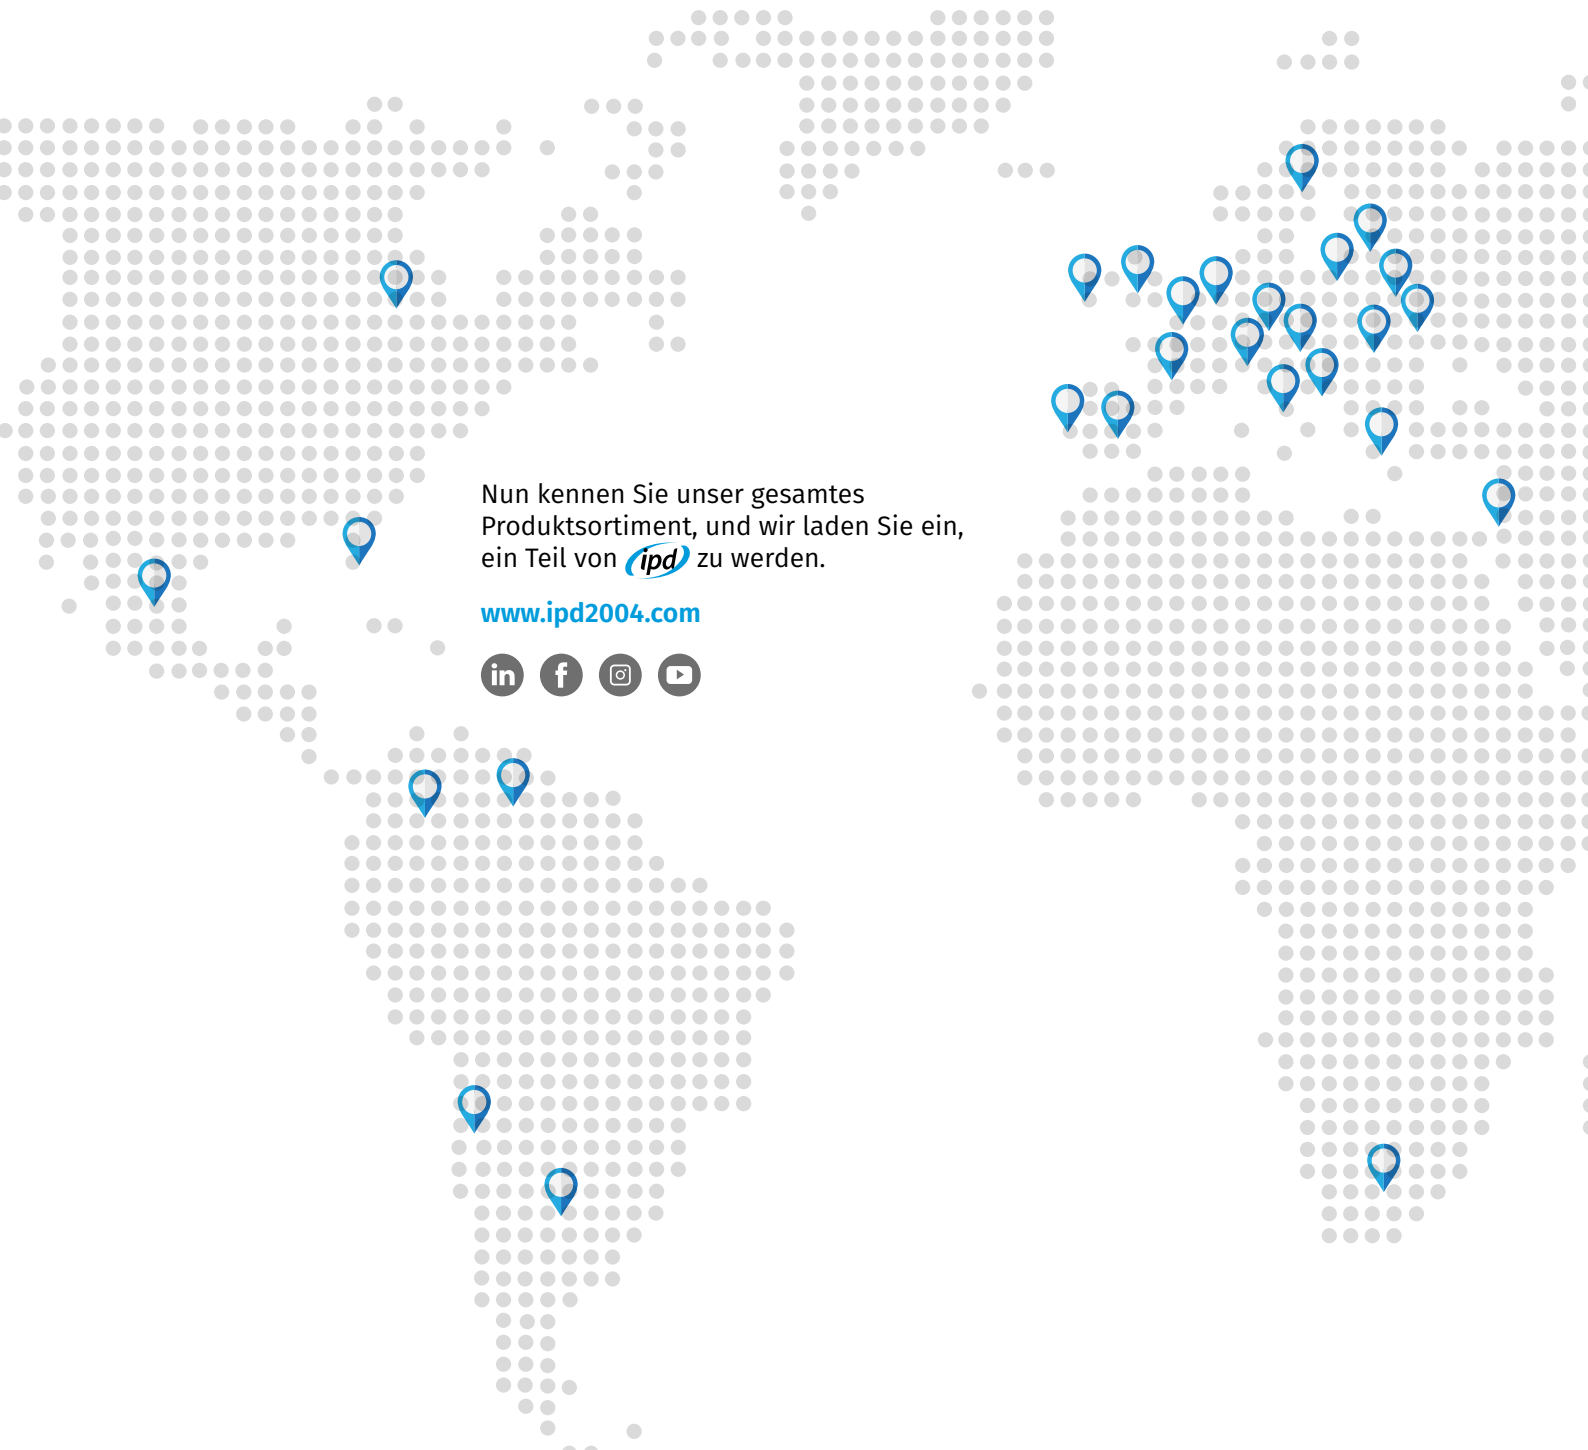 Nun kennen Sie unser gesamtes
Produktsortiment, und wir laden Sie ein,
ein Teil von ipd zu werden.
www.ipd2004.com
in f